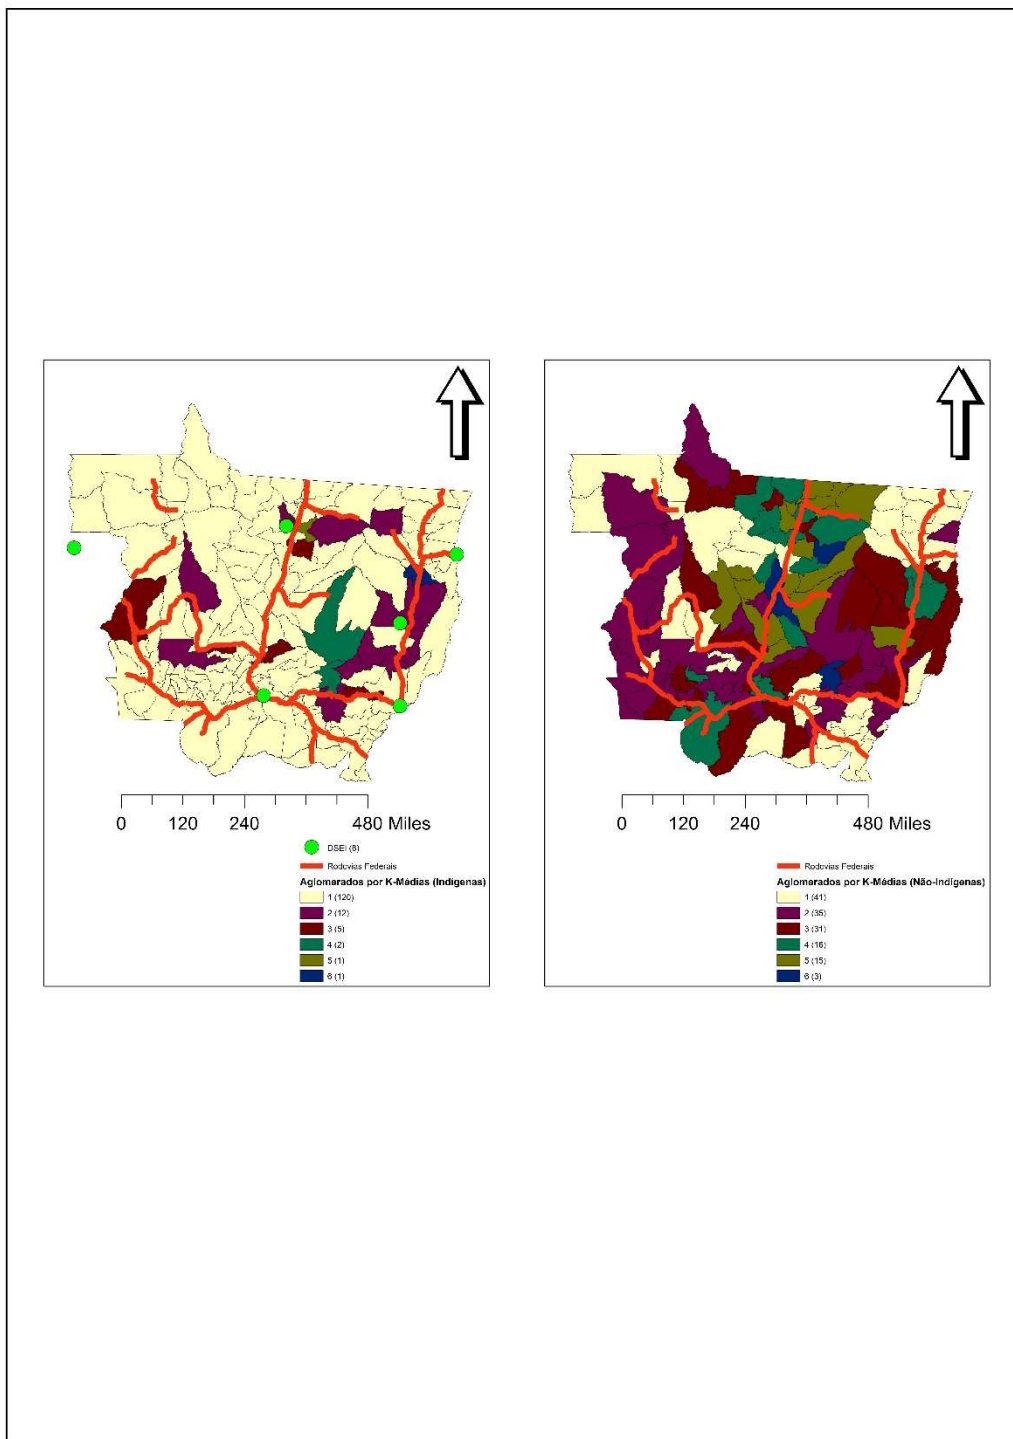 0 120 240 480 Miles
DSEI (6)
Rodovias Federais
Aglomerados por K-Médias (Indígenas)
1 (120)
2 (12)
3 (5)
4 (2)
5 (1)
6 (1)
0 120 240 480 Miles
Rodovias Federais
Aglomerados por K-Médias (Não-Indígenas)
1 (41)
2 (35)
3 (31)
4 (16)
5 (15)
6 (3)